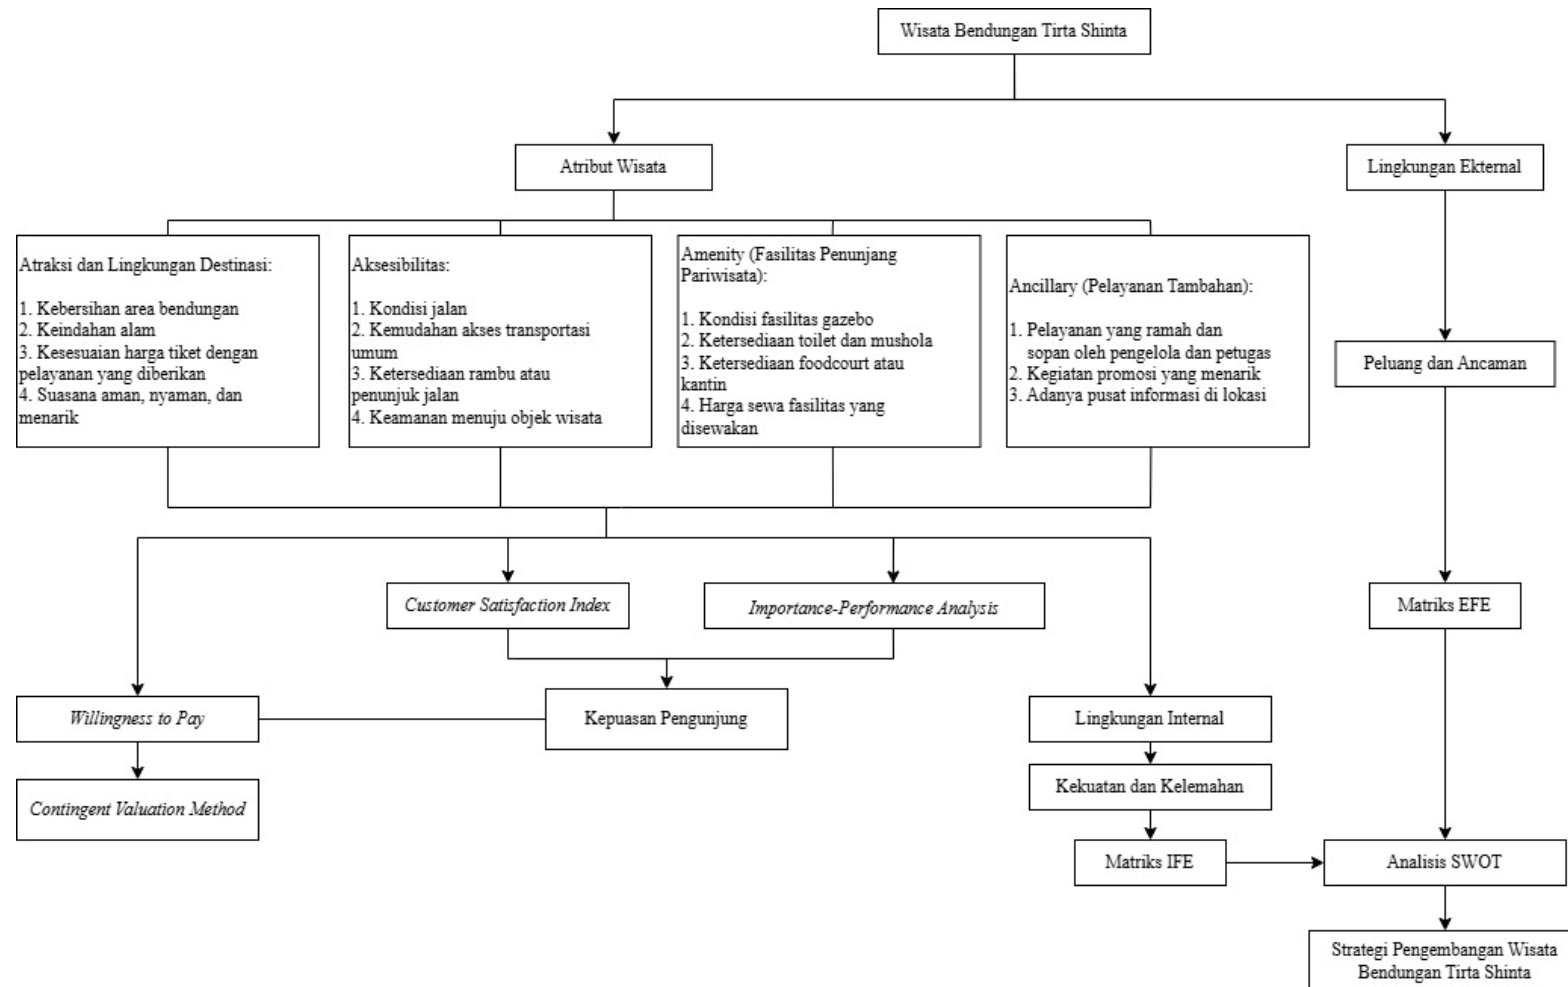 Wisata Bendungan Tirta Shinta
Atribut Wisata
Lingkungan Ekternal
Atraksi dan Lingkungan Destinasi:
1. Kebersihan area bendungan
2. Keindahan alam
3. Kesesuaian harga tiket dengan
pelayanan yang diberikan
4. Suasana aman, nyaman, dan
menarik
Aksesibilitas:
1. Kondisi jalan
2. Kemudahan akses transportasi
umum
3. Ketersediaan rambu atau
penunjuk jalan
4. Keamanan menuju objek wisata
Amenity (Fasilitas Penunjang
Pariwisata):
1. Kondisi fasilitas gazebo
2. Ketersediaan toilet dan mushola
3. Ketersediaan foodcourt atau
kantin
4. Harga sewa fasilitas yang
disewakan
Ancillary (Pelayanan Tambahan):
1. Pelayanan yang ramah dan
sopan oleh pengelola dan petugas
2. Kegiatan promosi yang menarik
3. Adanya pusat informasi di lokasi
Peluang dan Ancaman
Customer Satisfaction Index
Importance-Performance Analysis
Matriks EFE
Willingness to Pay
Kepuasan Pengunjung
Lingkungan Internal
Kekuatan dan Kelemahan
Contingent Valuation Method
Matriks IFE
Analisis SWOT
Strategi Pengembangan Wisata
Bendungan Tirta Shinta